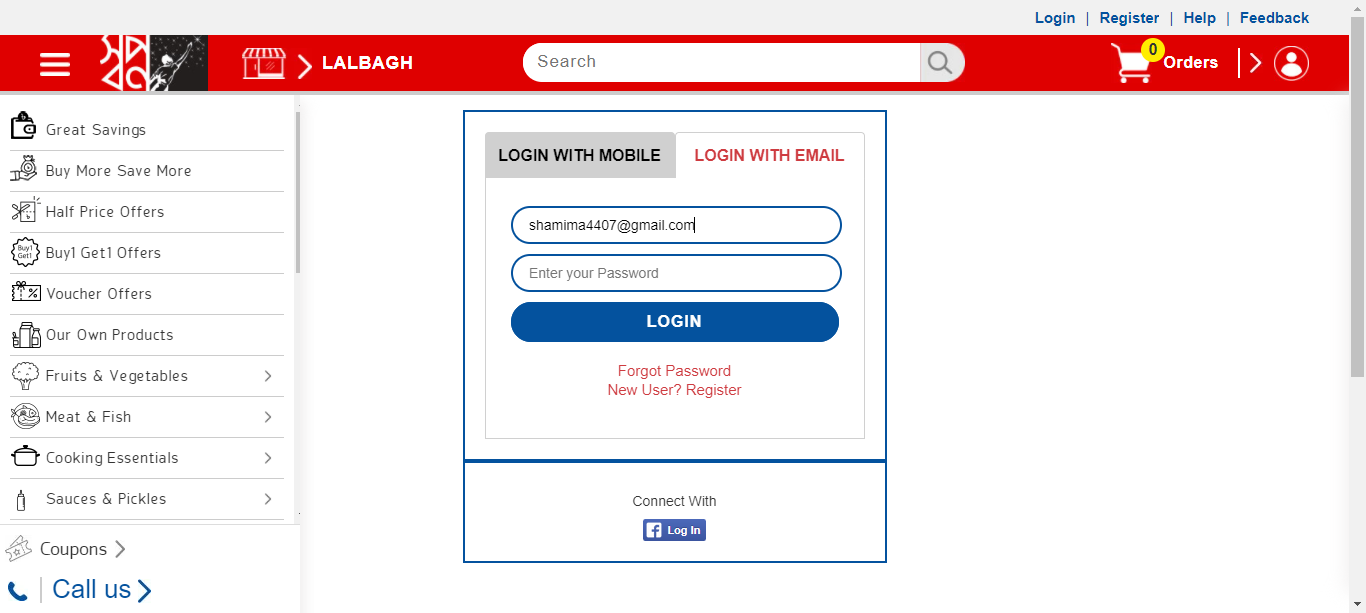 Login | Register | Help | Feedback
LALBAGH
Search
0
Orders
Great Savings
Buy More Save More
Half Price Offers
Buy1 Get1
Buy1 Get1 Offers
Voucher Offers
Our Own Products
Fruits & Vegetables
Meat & Fish
Cooking Essentials
Sauces & Pickles
Coupons
Call us
LOGIN WITH MOBILE
LOGIN WITH EMAIL
shamima4407@gmail.com
Enter your Password
LOGIN
Forgot Password
New User? Register
Connect With
Log In